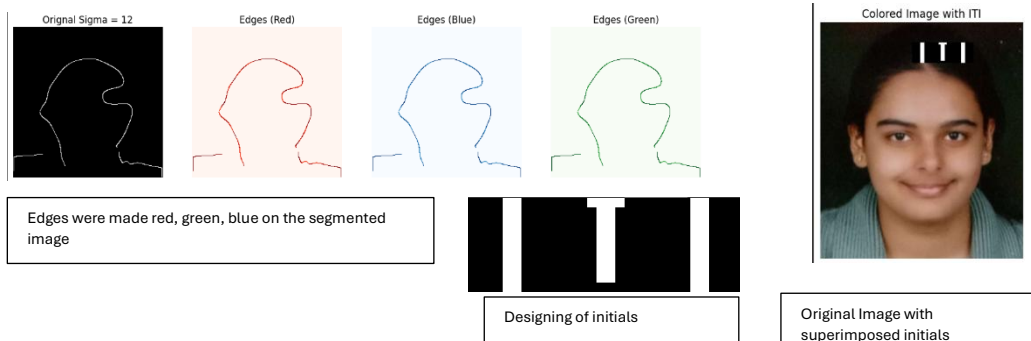 Orignal Sigma = 12
Edges (Red)
Edges (Blue)
Edges (Green)
Colored Image with ITI
I T I
Edges were made red, green, blue on the segmented
image
I T I
Designing of initials
Original Image with
superimposed initials